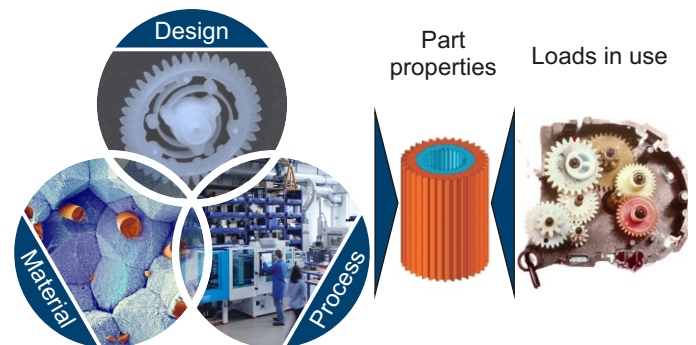 Design
Material
Process
Part
properties
Loads in use